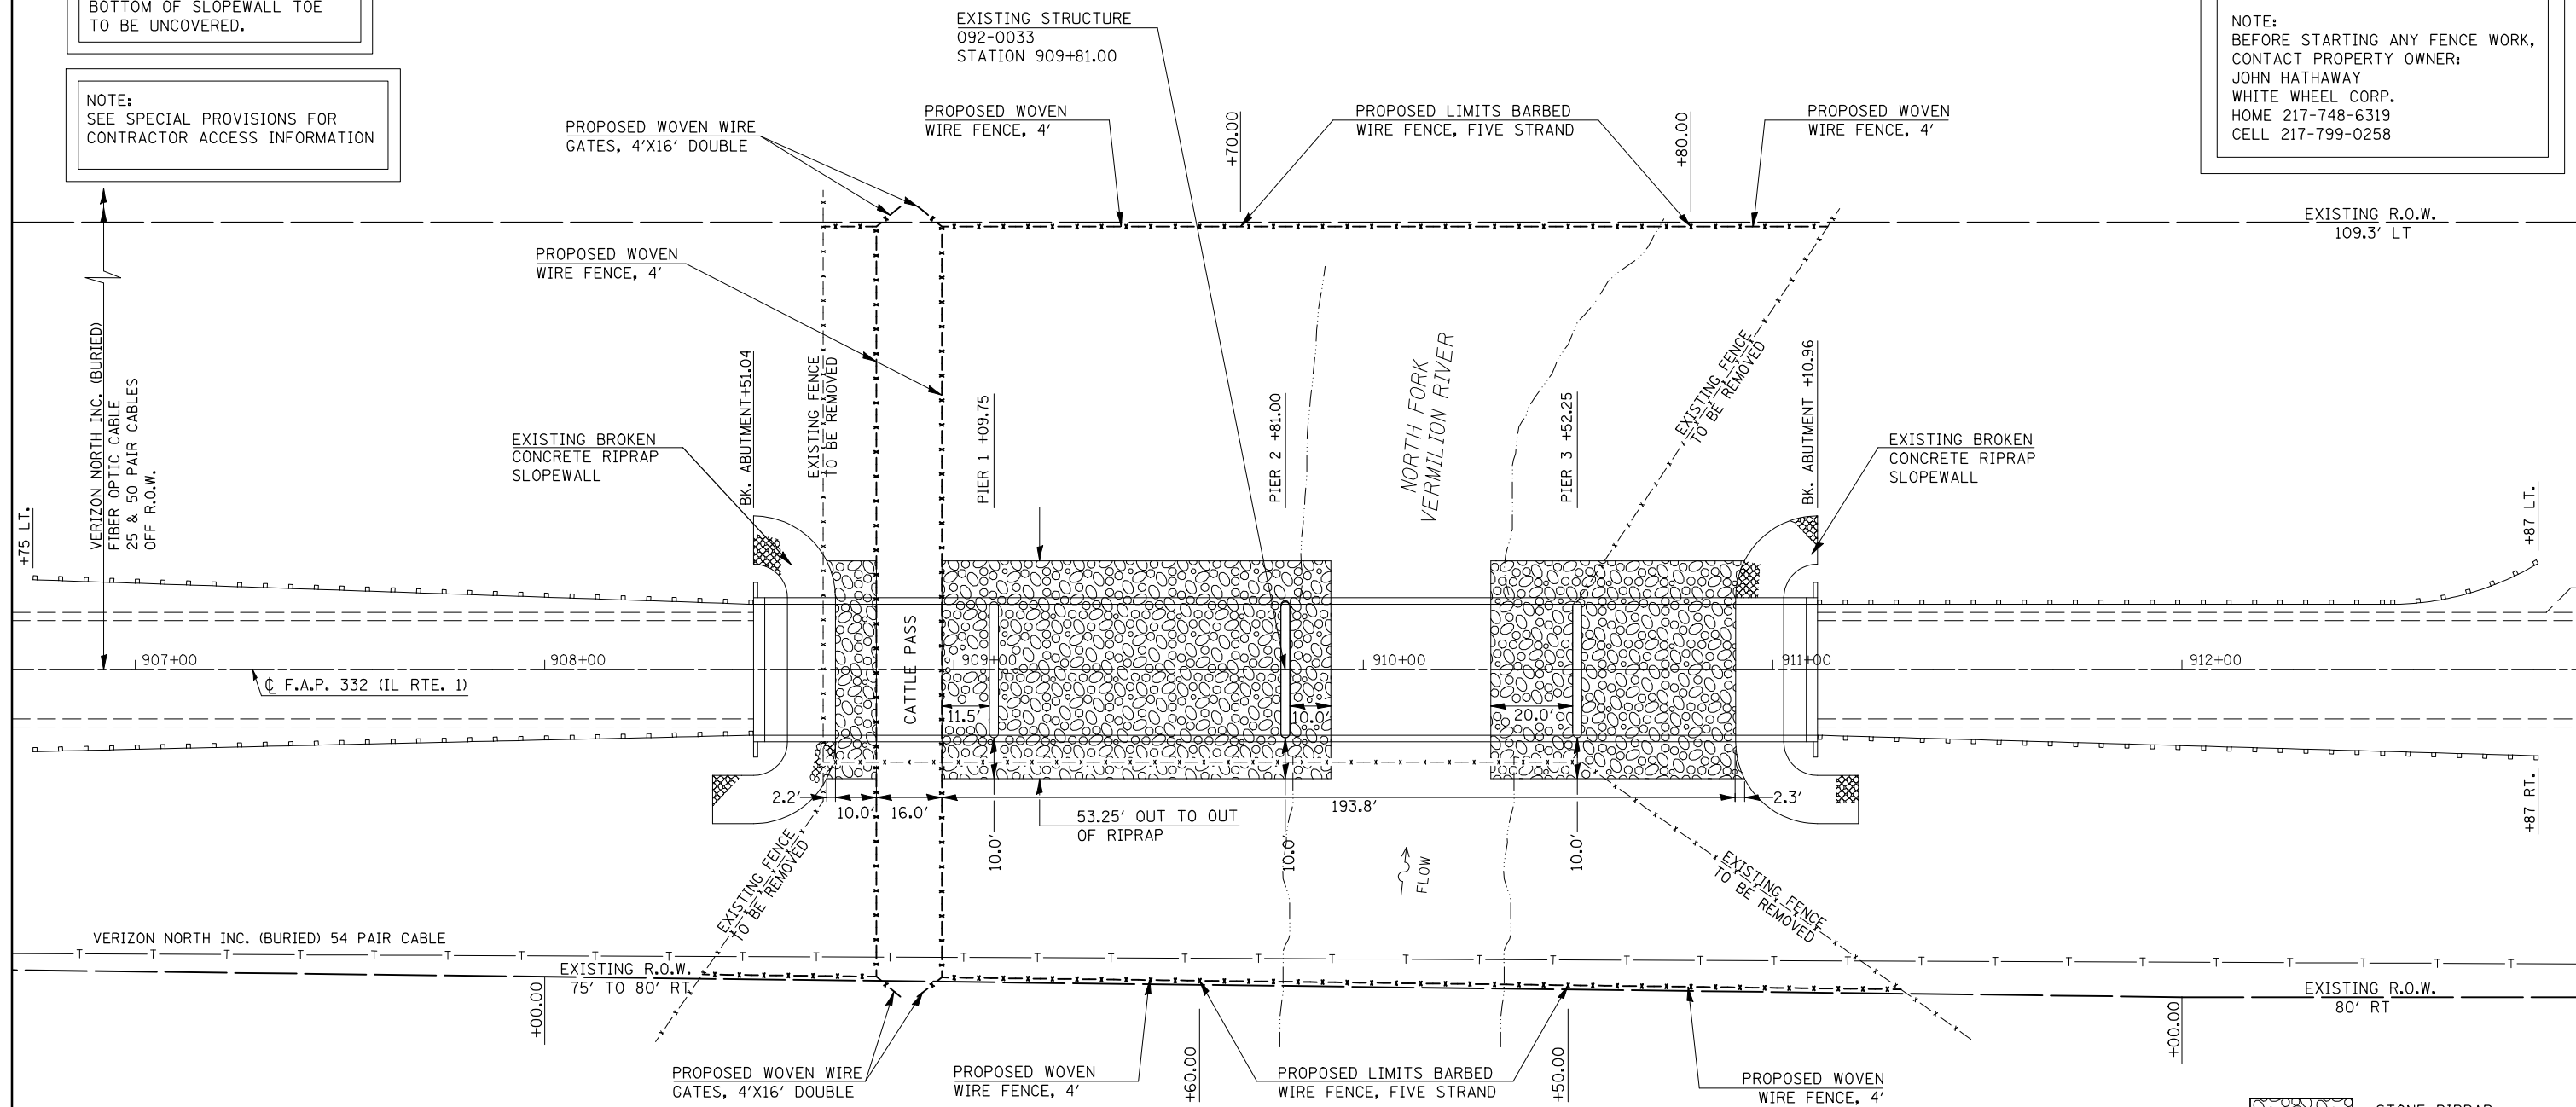 BOTTOM OF SLOPEWALL TOE
TO BE UNCOVERED.
NOTE:
SEE SPECIAL PROVISIONS FOR
CONTRACTOR ACCESS INFORMATION
EXISTING STRUCTURE
092-0033
STATION 909+81.00
NOTE:
BEFORE STARTING ANY FENCE WORK,
CONTACT PROPERTY OWNER:
JOHN HATHAWAY
WHITE WHEEL CORP.
HOME 217-748-6319
CELL 217-799-0258
PROPOSED WOVEN WIRE
GATES, 4'X16' DOUBLE
PROPOSED WOVEN
WIRE FENCE, 4'
+70.00
PROPOSED LIMITS BARBED
WIRE FENCE, FIVE STRAND
+80.00
PROPOSED WOVEN
WIRE FENCE, 4'
EXISTING R.O.W.
109.3' LT
PROPOSED WOVEN
WIRE FENCE, 4'
+75 LT.
VERIZON NORTH INC. (BURIED)
FIBER OPTIC CABLE
25 & 50 PAIR CABLES
OFF R.O.W.
EXISTING BROKEN
CONCRETE RIPRAP
SLOPEWALL
BK. ABUTMENT+51.04
EXISTING FENCE
TO BE REMOVED
PIER 1 +09.75
PIER 2 +81.00
NORTH FORK
VERMILION RIVER
PIER 3 +52.25
EXISTING FENCE
TO BE REMOVED
BK. ABUTMENT +10.96
EXISTING BROKEN
CONCRETE RIPRAP
SLOPEWALL
+87 LT.
907+00
908+00
CATTLE PASS
909+00
910+00
911+00
912+00
℄ F.A.P. 332 (IL RTE. 1)
11.5'
10.0'
20.0'
2.2'
10.0'
16.0'
193.8'
2.3'
53.25' OUT TO OUT
OF RIPRAP
10.0'
10.0'
10.0'
FLOW
+87 RT.
EXISTING FENCE
TO BE REMOVED
EXISTING FENCE
TO BE REMOVED
VERIZON NORTH INC. (BURIED) 54 PAIR CABLE
T T T T T T T T T T T T T T T T T T T T T T T T T T T T T T T T T T T T
EXISTING R.O.W.
75' TO 80' RT
EXISTING R.O.W.
80' RT
+00.00
+60.00
+50.00
+00.00
PROPOSED WOVEN WIRE
GATES, 4'X16' DOUBLE
PROPOSED WOVEN
WIRE FENCE, 4'
PROPOSED LIMITS BARBED
WIRE FENCE, FIVE STRAND
PROPOSED WOVEN
WIRE FENCE, 4'
STONE RIPRAP